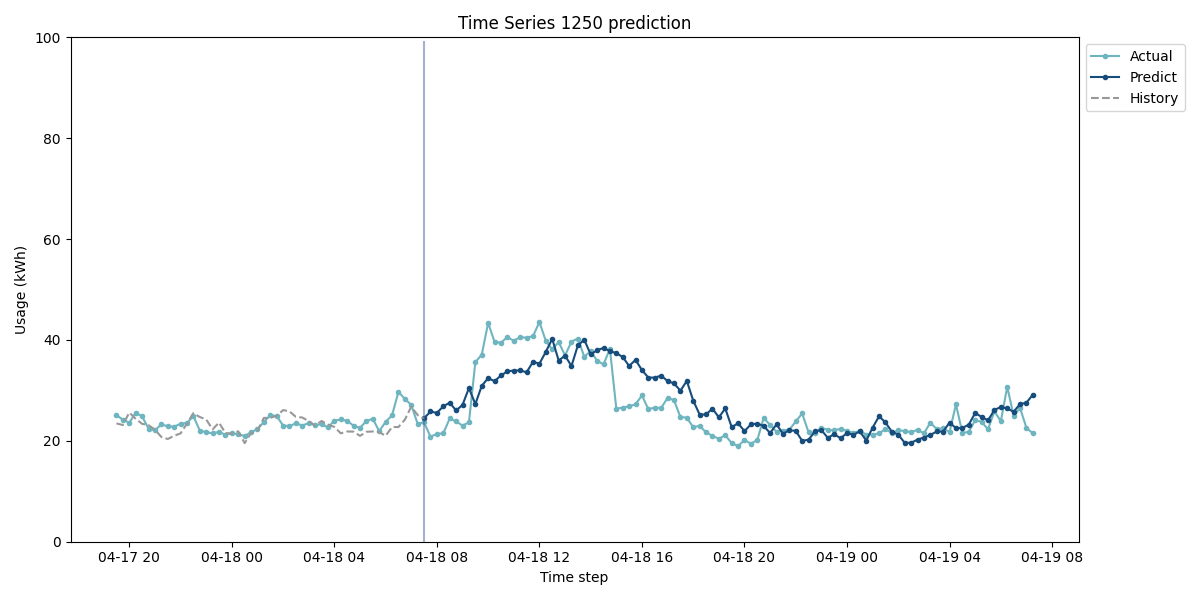 Time Series 1250 prediction
100
80
60
40
20
0
Usage (kWh)
04-17 20
04-18 00
04-18 04
04-18 08
04-18 12
04-18 16
04-18 20
04-19 00
04-19 04
04-19 08
Time step
Actual
Predict
History